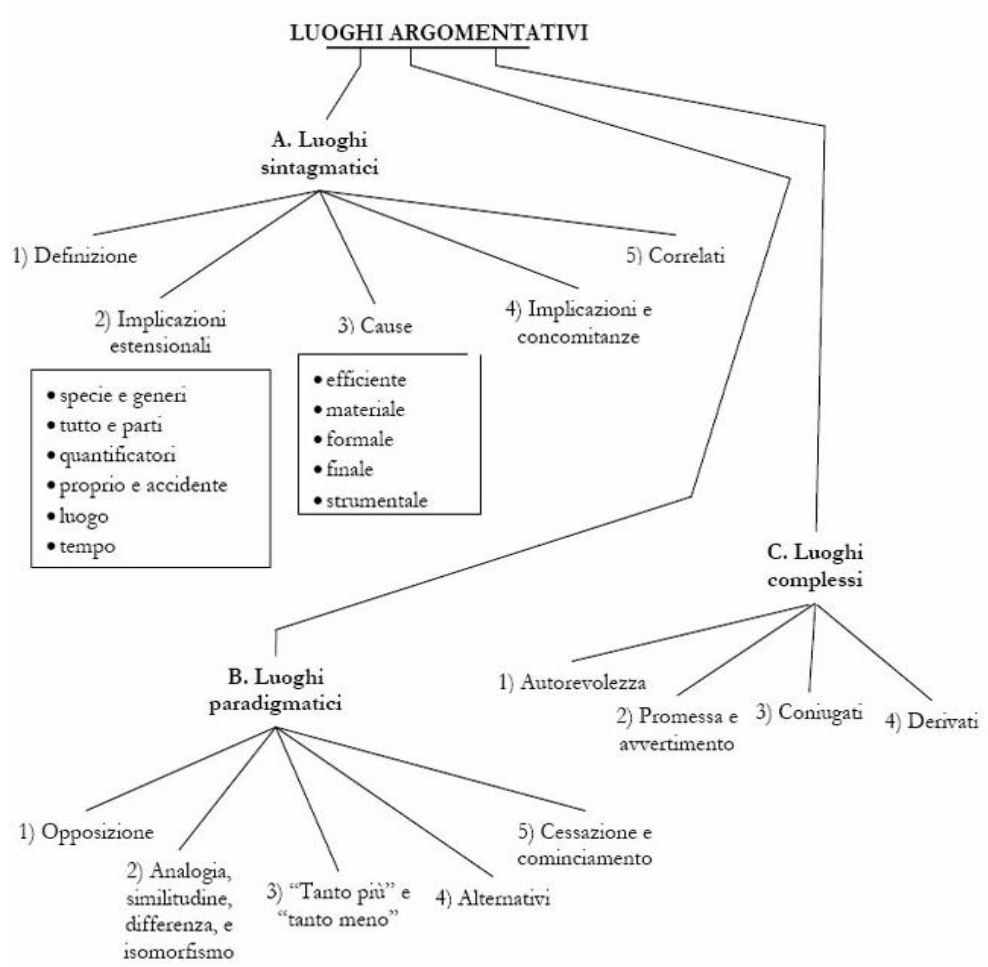 LUOGHI ARGOMENTATIVI
A. Luoghi
sintagmatici
1) Definizione
2) Implicazioni
estensionali
• specie e generi
• tutto e parti
• quantificatori
• proprio e accidente
• luogo
• tempo
3) Cause
• efficiente
• materiale
• formale
• finale
• strumentale
4) Implicazioni e
concomitanze
5) Correlati
B. Luoghi
paradigmatici
1) Opposizione
2) Analogia,
similitudine,
differenza, e
isomorfismo
3) “Tanto più” e
“tanto meno”
4) Alternativi
5) Cessazione e
cominciamento
C. Luoghi
complessi
1) Autorevolezza
2) Promessa e
avvertimento
3) Coniugati
4) Derivati